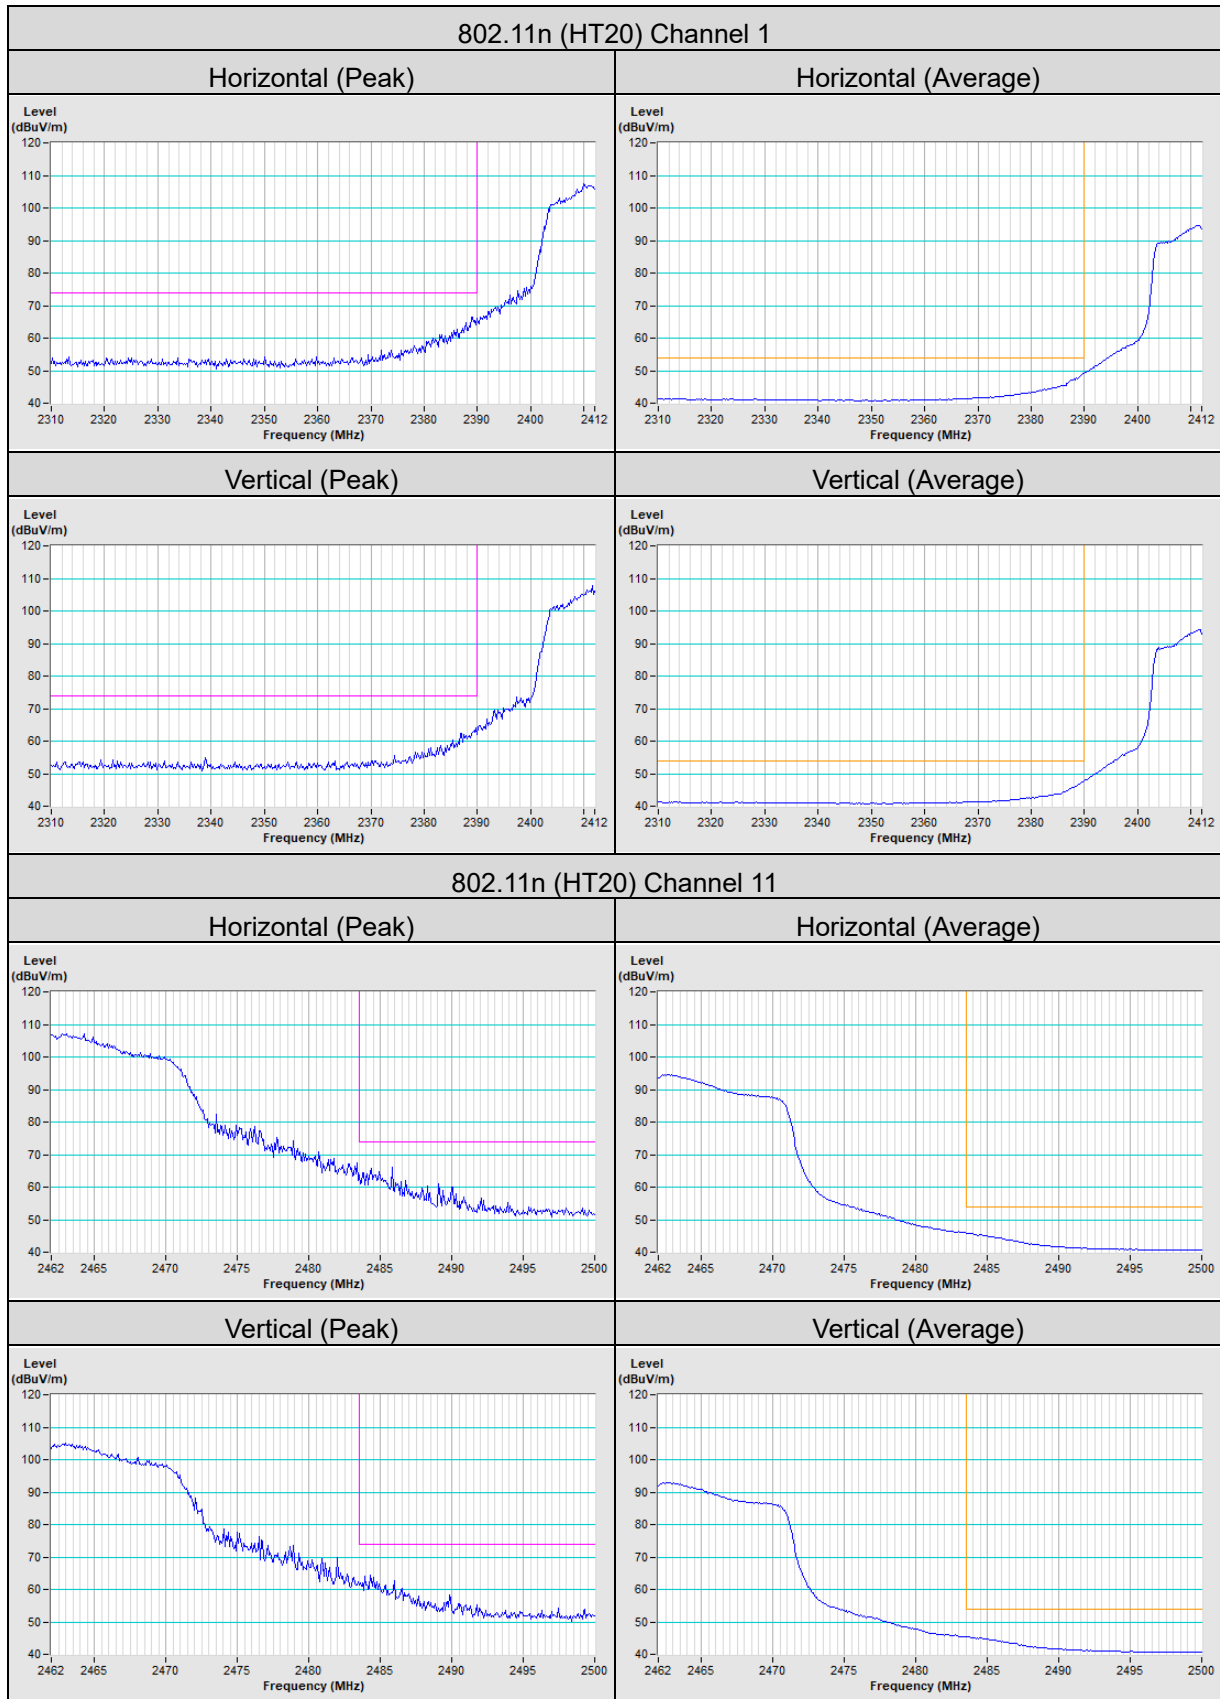 802.11n (HT20) Channel 1
Horizontal (Peak)
Horizontal (Average)
Level
(dBuV/m)
120
110
100
90
80
70
60
50
40
2310 2320 2330 2340 2350 2360 2370 2380 2390 2400 2412
Frequency (MHz)
Level
(dBuV/m)
120
110
100
90
80
70
60
50
40
2310 2320 2330 2340 2350 2360 2370 2380 2390 2400 2412
Frequency (MHz)
Vertical (Peak)
Vertical (Average)
Level
(dBuV/m)
120
110
100
90
80
70
60
50
40
2310 2320 2330 2340 2350 2360 2370 2380 2390 2400 2412
Frequency (MHz)
Level
(dBuV/m)
120
110
100
90
80
70
60
50
40
2310 2320 2330 2340 2350 2360 2370 2380 2390 2400 2412
Frequency (MHz)
802.11n (HT20) Channel 11
Horizontal (Peak)
Horizontal (Average)
Level
(dBuV/m)
120
110
100
90
80
70
60
50
40
2462 2465 2470 2475 2480 2485 2490 2495 2500
Frequency (MHz)
Level
(dBuV/m)
120
110
100
90
80
70
60
50
40
2462 2465 2470 2475 2480 2485 2490 2495 2500
Frequency (MHz)
Vertical (Peak)
Vertical (Average)
Level
(dBuV/m)
120
110
100
90
80
70
60
50
40
2462 2465 2470 2475 2480 2485 2490 2495 2500
Frequency (MHz)
Level
(dBuV/m)
120
110
100
90
80
70
60
50
40
2462 2465 2470 2475 2480 2485 2490 2495 2500
Frequency (MHz)